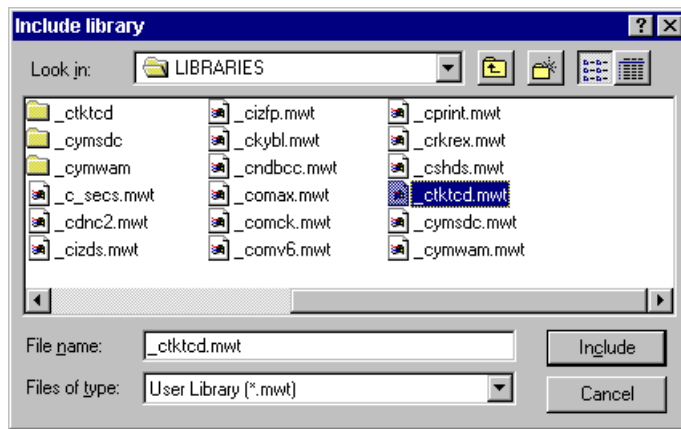 Include library
Look in: LIBRARIES
_ctktcd _cizfp.mwt _cprint.mwt
_cymsdc _ckybl.mwt _crkrex.mwt
_cymwam _cndbcc.mwt _cshds.mwt
_c_secs.mwt _comax.mwt _ctktcd.mwt
_cdnc2.mwt _comck.mwt _cymsdc.mwt
_cizds.mwt _comv6.mwt _cymwam.mwt
File name: _ctktcd.mwt Include
Files of type: User Library (*.mwt) Cancel